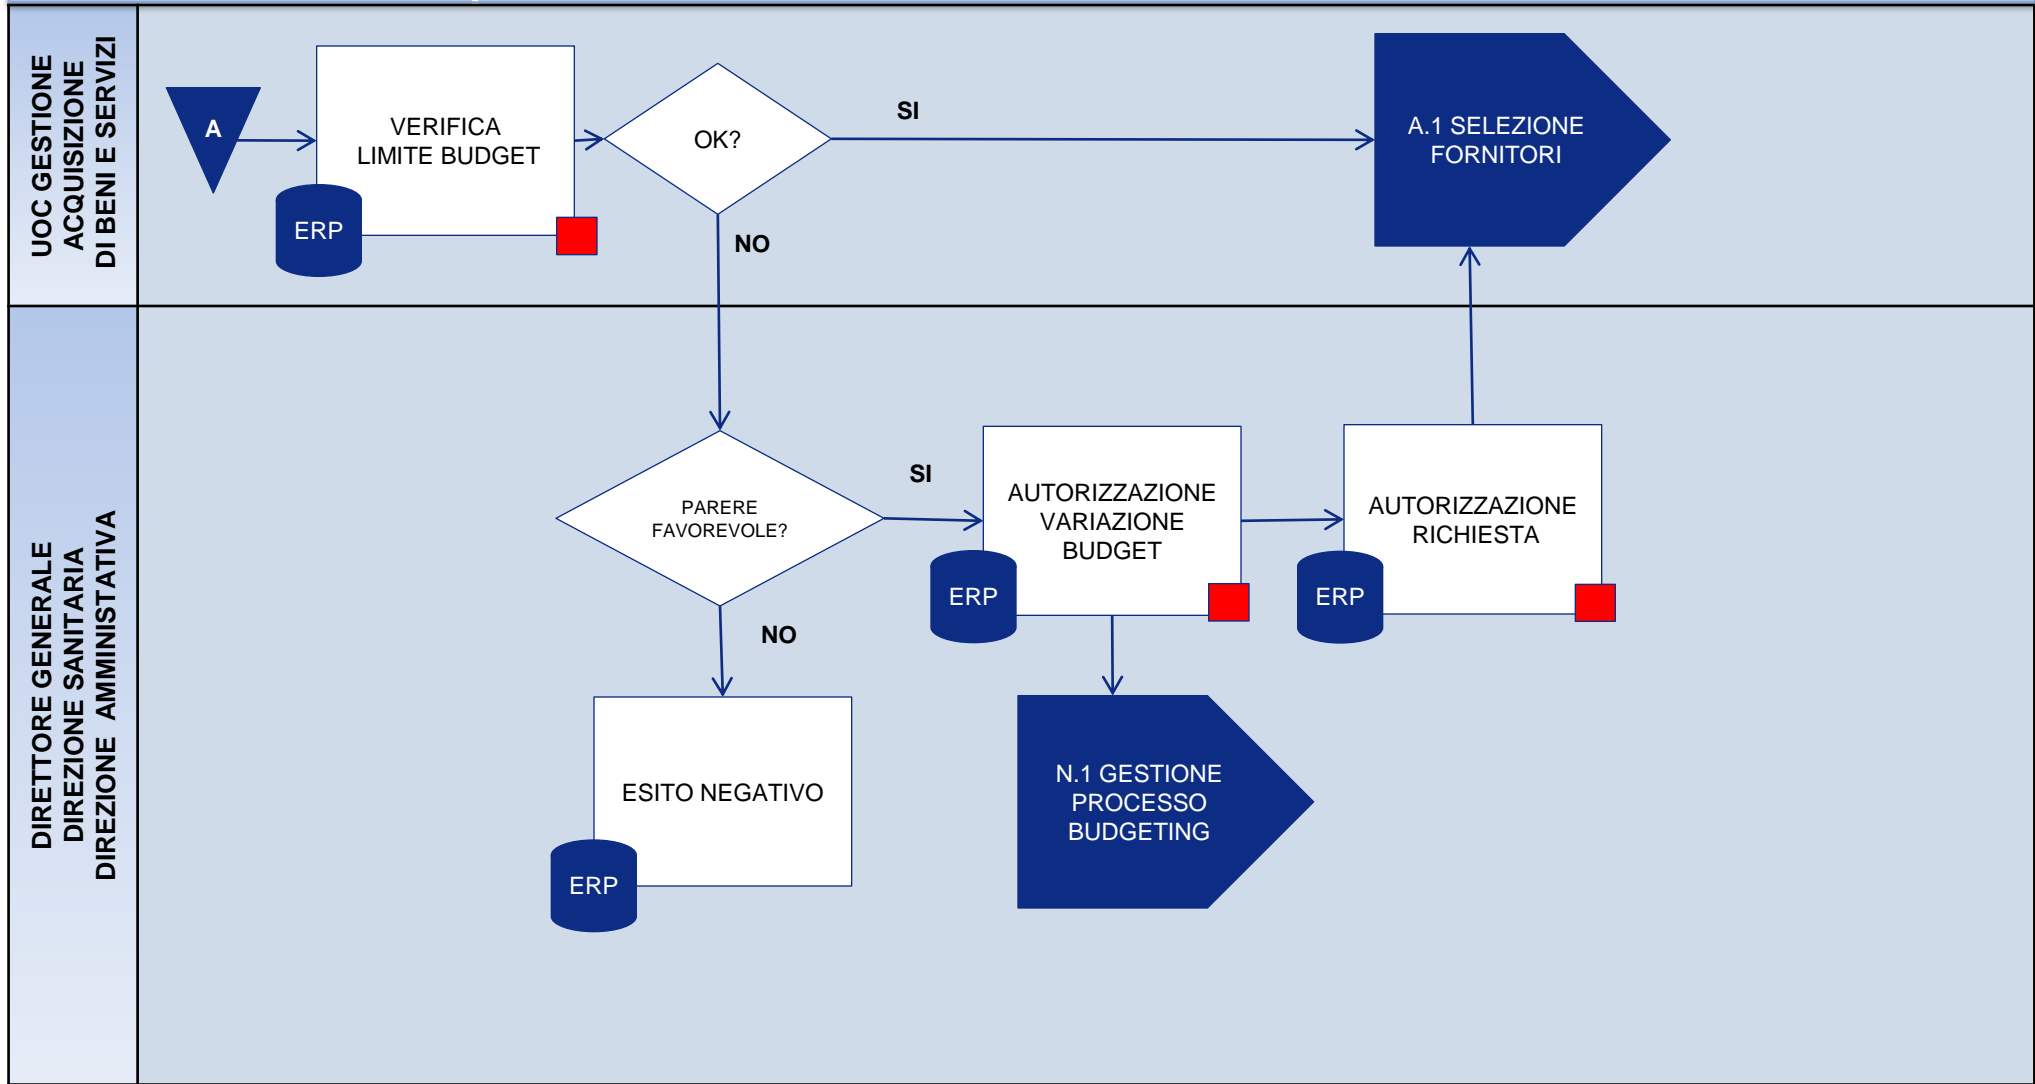 UOC GESTIONE
ACQUISIZIONE
DI BENI E SERVIZI
A
VERIFICA
LIMITE BUDGET
ERP
OK?
SI
NO
A.1 SELEZIONE
FORNITORI
DIRETTORE GENERALE
DIREZIONE SANITARIA
DIREZIONE AMMINISTATIVA
PARERE
FAVOREVOLE?
SI
NO
AUTORIZZAZIONE
VARIAZIONE
BUDGET
ERP
AUTORIZZAZIONE
RICHIESTA
ERP
ESITO NEGATIVO
ERP
N.1 GESTIONE
PROCESSO
BUDGETING